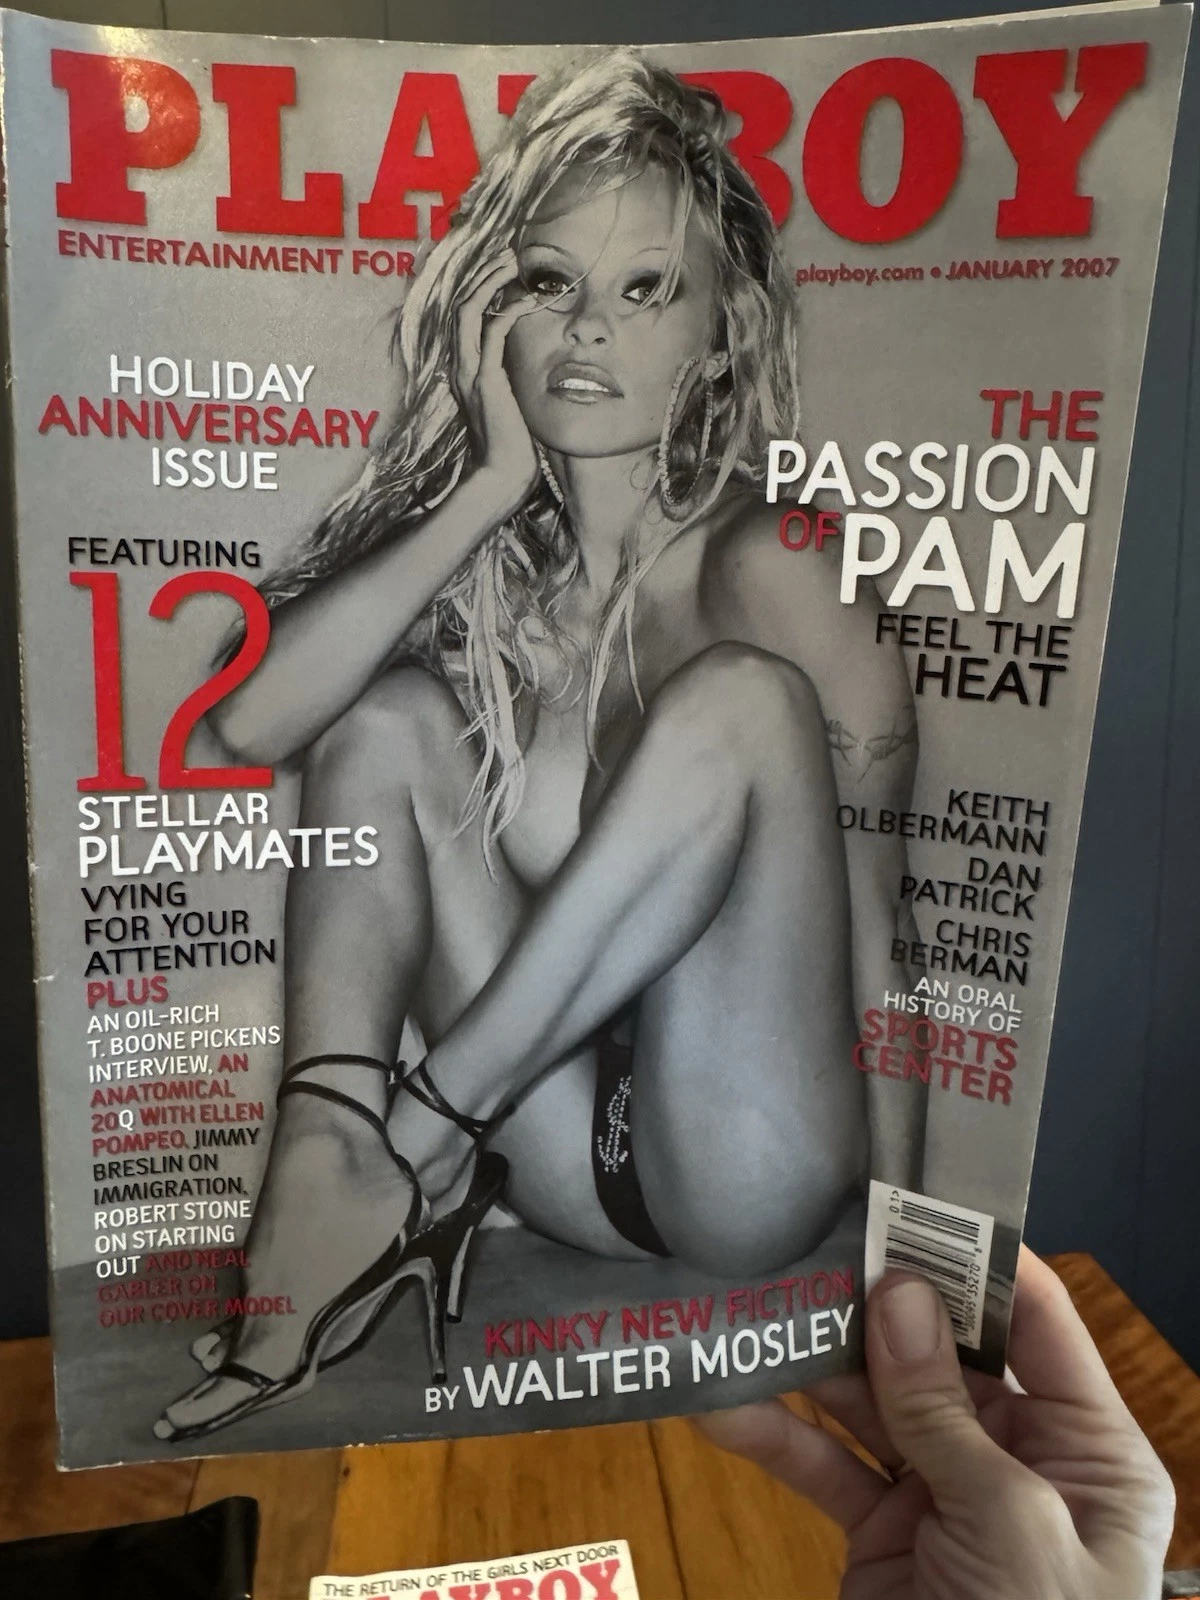 PLAYBOY
ENTERTAINMENT FOR
playboy.com • JANUARY 2007
HOLIDAY
ANNIVERSARY
ISSUE
FEATURING
12
STELLAR
PLAYMATES
VYING
FOR YOUR
ATTENTION
PLUS
AN OIL-RICH
T. BOONE PICKENS
INTERVIEW, AN
ANATOMICAL
20Q WITH ELLEN
POMPEO, JIMMY
BRESLIN ON
IMMIGRATION,
ROBERT STONE
ON STARTING
OUT AND NEAL
GABLER ON
OUR COVER MODEL
THE
PASSION
OF PAM
FEEL THE
HEAT
KEITH
OLBERMANN
DAN
PATRICK
CHRIS
BERMAN
AN ORAL
HISTORY OF
SPORTS
CENTER
KINKY NEW FICTION
BY WALTER MOSLEY
01>
THE RETURN OF THE GIRLS NEXT DOOR
PLAYBOY